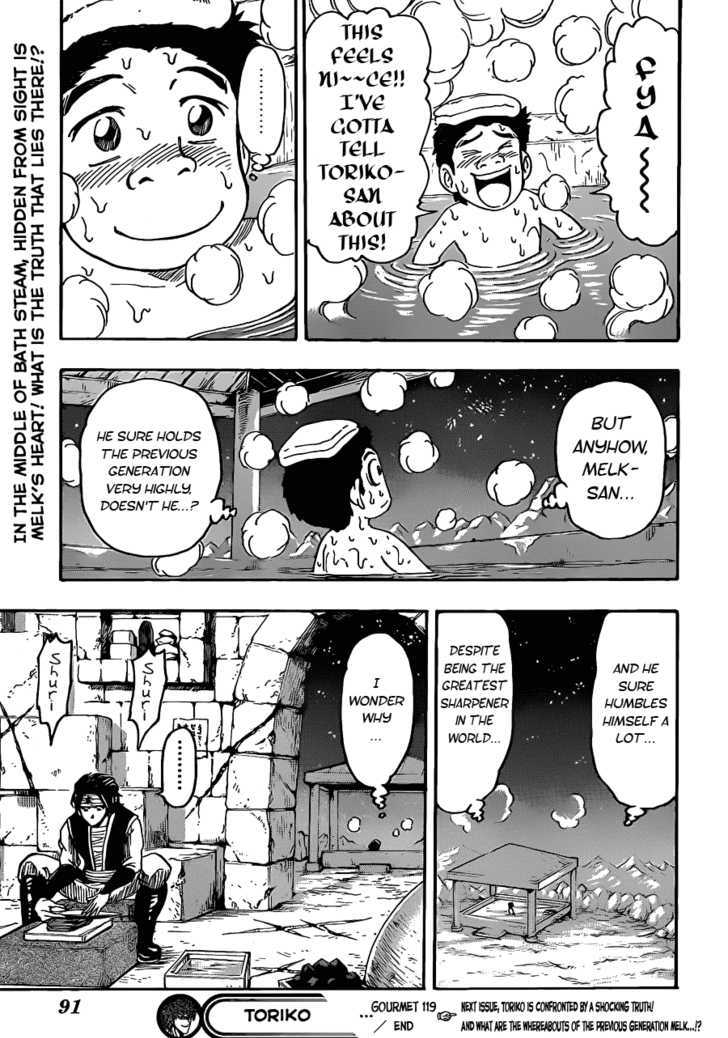 FYA~~~
THIS
FEELS
NI~~CE!!
I'VE
GOTTA
TELL
TORIKO-
SAN
ABOUT
THIS!
........
IN THE MIDDLE OF BATH STEAM, HIDDEN FROM SIGHT IS
MELK'S HEART! WHAT IS THE TRUTH THAT LIES THERE!?
BUT
ANYHOW,
MELK-
SAN...
HE SURE HOLDS
THE PREVIOUS
GENERATION
VERY HIGHLY,
DOESN'T HE...?
AND HE
SURE
HUMBLES
HIMSELF A
LOT...
DESPITE
BEING THE
GREATEST
SHARPENER
IN THE
WORLD...
I
WONDER
WHY
...
Shuri
Shuri
........
91
TORIKO
...GOURMET 119
/ END
☞ NEXT ISSUE, TORIKO IS CONFRONTED BY A SHOCKING TRUTH!
AND WHAT ARE THE WHEREABOUTS OF THE PREVIOUS GENERATION MELK...!?